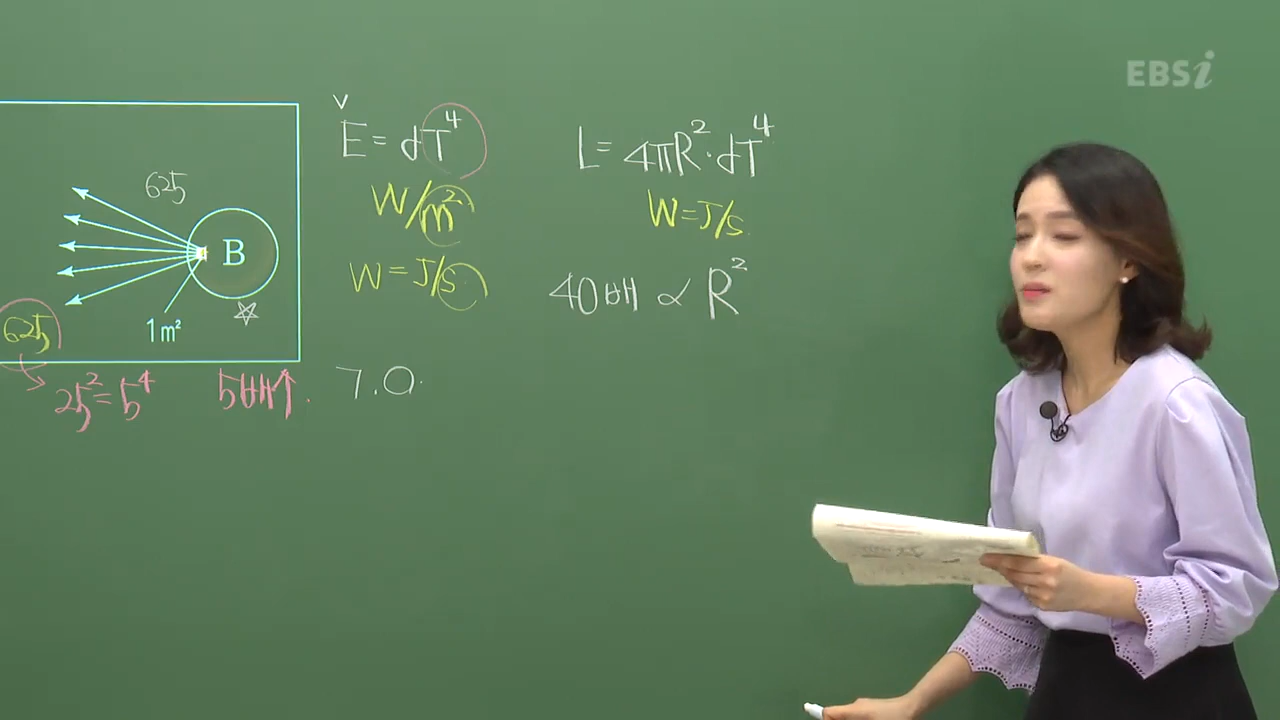 EBSi
E = σT⁴
L = 4πR²·σT⁴
625
W/m²
W = J/s
B
W = J/s
40배 ∝ R²
625
1m²
25² = 5⁴
5배↑.
7.0